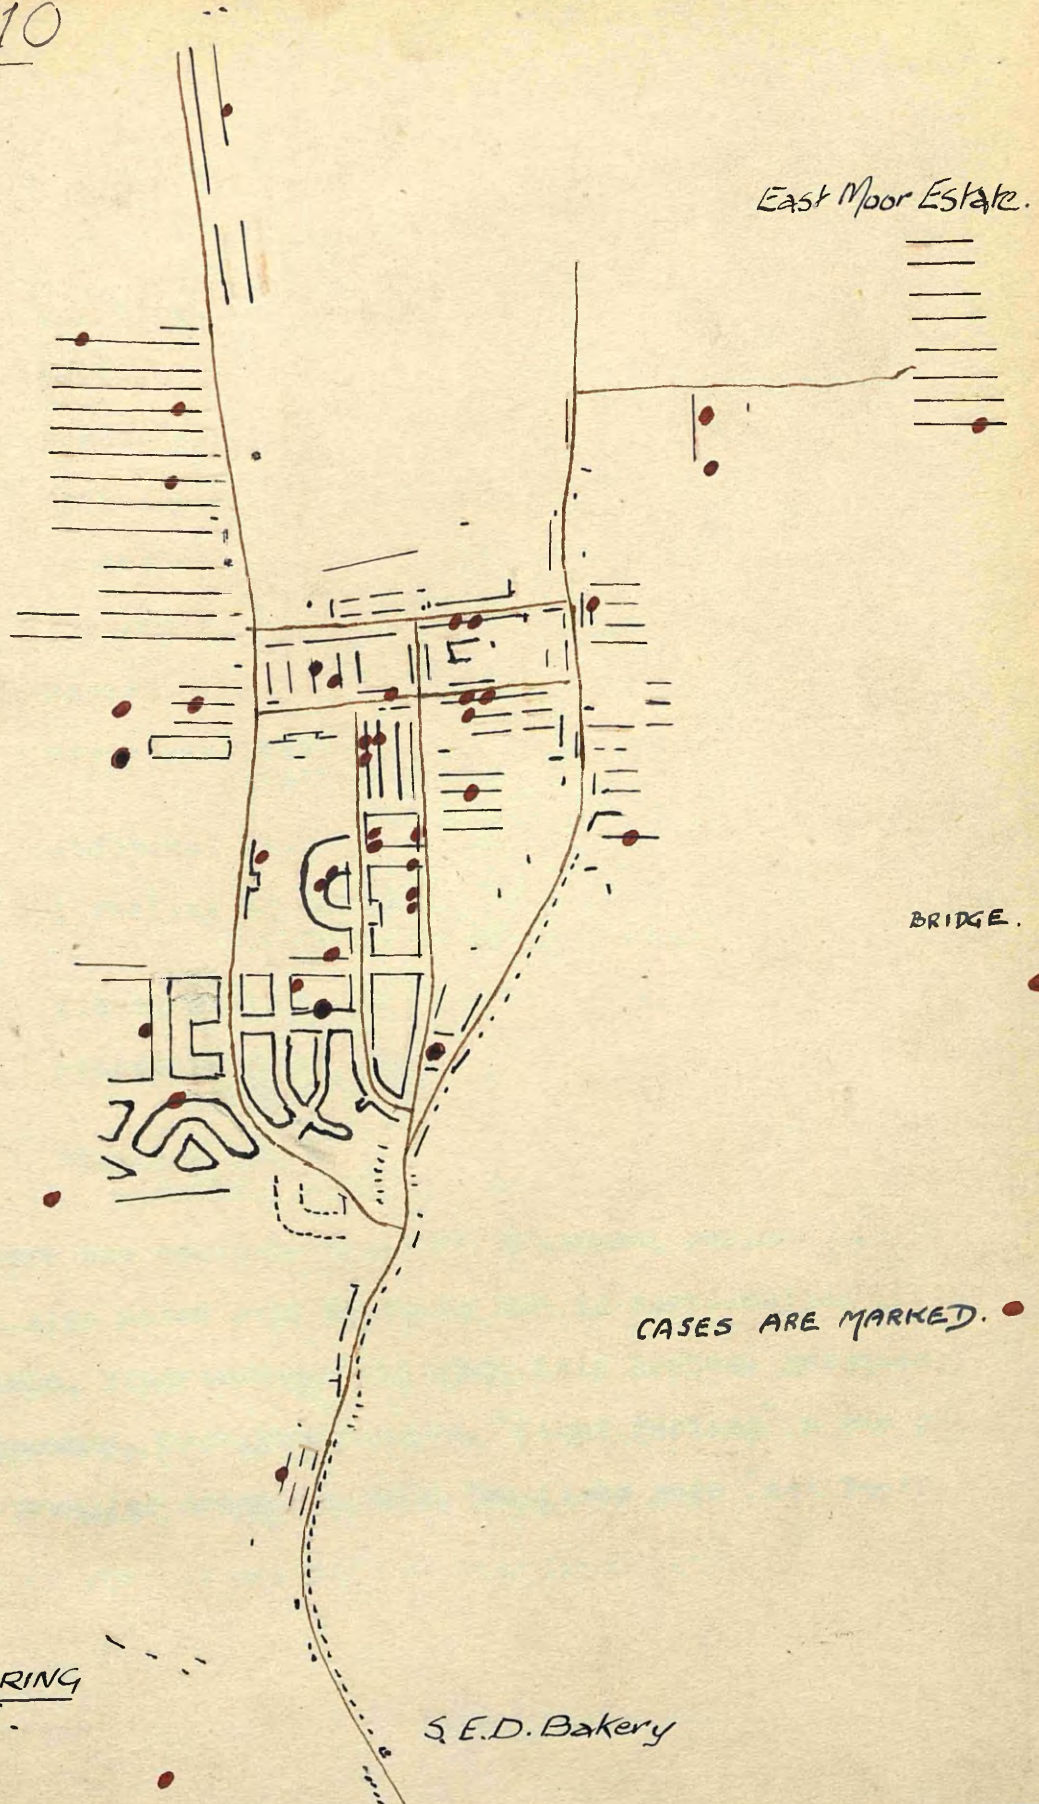 10
East Moor Estate.
BRIDGE.
CASES ARE MARKED.
RING
S.E.D. Bakery